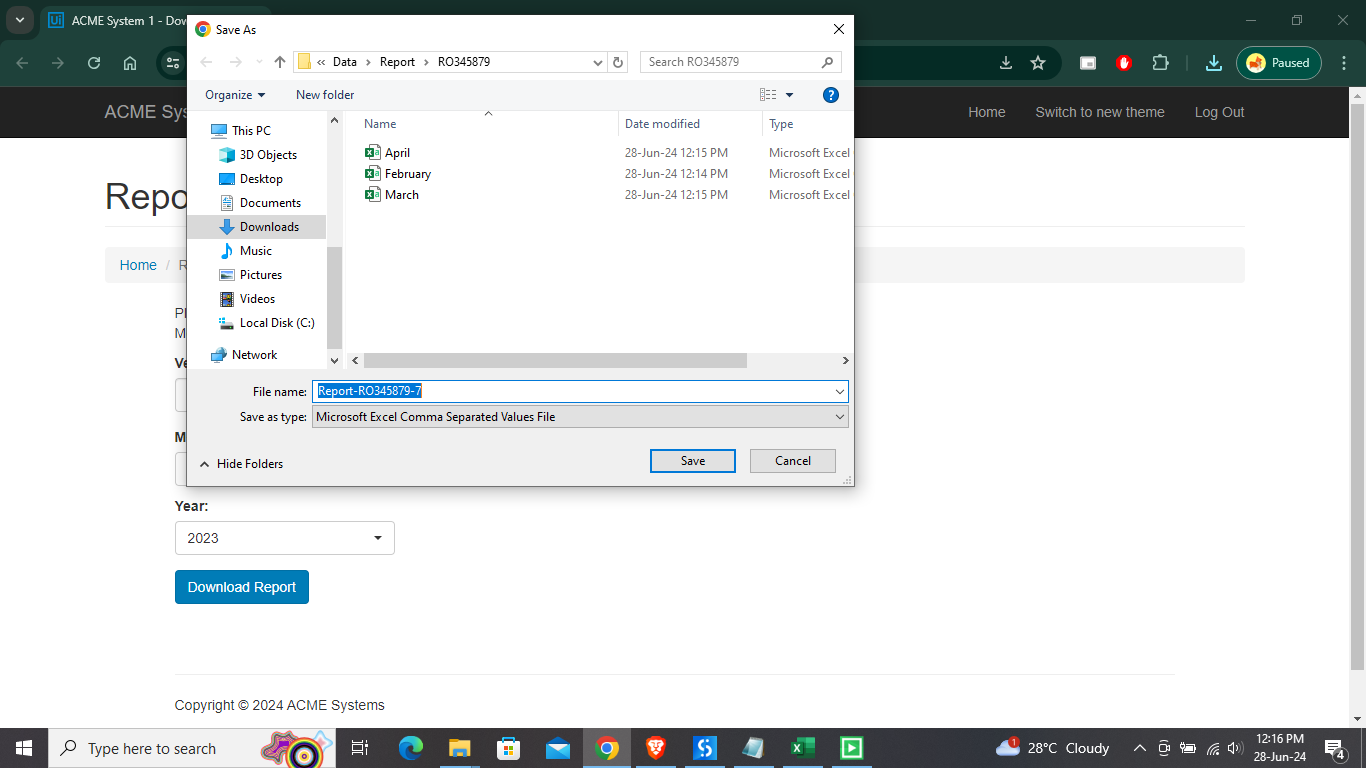 ACME System 1 - Dow
Save As
Paused
« Data › Report › RO345879
Search RO345879
Organize
New folder
?
ACME Sys
Home
Switch to new theme
Log Out
Name
Date modified
Type
This PC
3D Objects
Desktop
Documents
Downloads
Music
Pictures
Videos
Local Disk (C:)
Network
April 28-Jun-24 12:15 PM Microsoft Excel
February 28-Jun-24 12:14 PM Microsoft Excel
March 28-Jun-24 12:15 PM Microsoft Excel
Repo
Home / R
Pl
M
Ve
File name: Report-RO345879-7
Save as type: Microsoft Excel Comma Separated Values File
M
Hide Folders
Save
Cancel
Year:
2023
Download Report
Copyright © 2024 ACME Systems
Type here to search
1
28°C Cloudy
12:16 PM
28-Jun-24
4